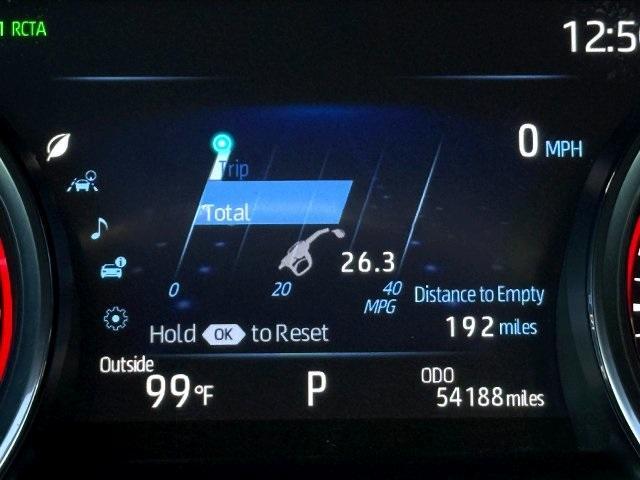 RCTA
12:50
0 MPH
Trip
Total
26.3
0 20 40
MPG
Distance to Empty
192 miles
Hold OK to Reset
Outside
99°F
P
ODO
54188 miles